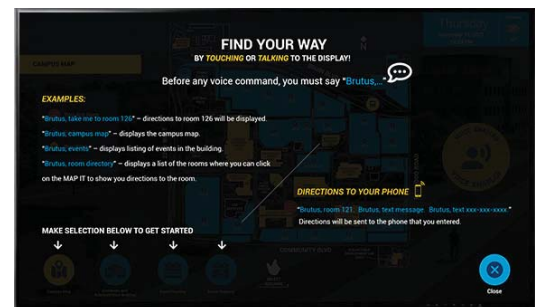 FIND YOUR WAY
BY TOUCHING OR TALKING TO THE DISPLAY!
Before any voice command, you must say "Brutus,..."
Thursday
CAMPUS MAP
EXAMPLES:
"Brutus, take me to room 126" – directions to room 126 will be displayed.
"Brutus, campus map" – displays the campus map.
"Brutus, events" – displays listing of events in the building.
"Brutus, room directory" – displays a list of the rooms where you can click
on the MAP IT to show you directions to the room.
DIRECTIONS TO YOUR PHONE
"Brutus, room 121. Brutus, text message. Brutus, text xxx-xxx-xxxx."
Directions will be sent to the phone that you entered.
MAKE SELECTION BELOW TO GET STARTED
Close